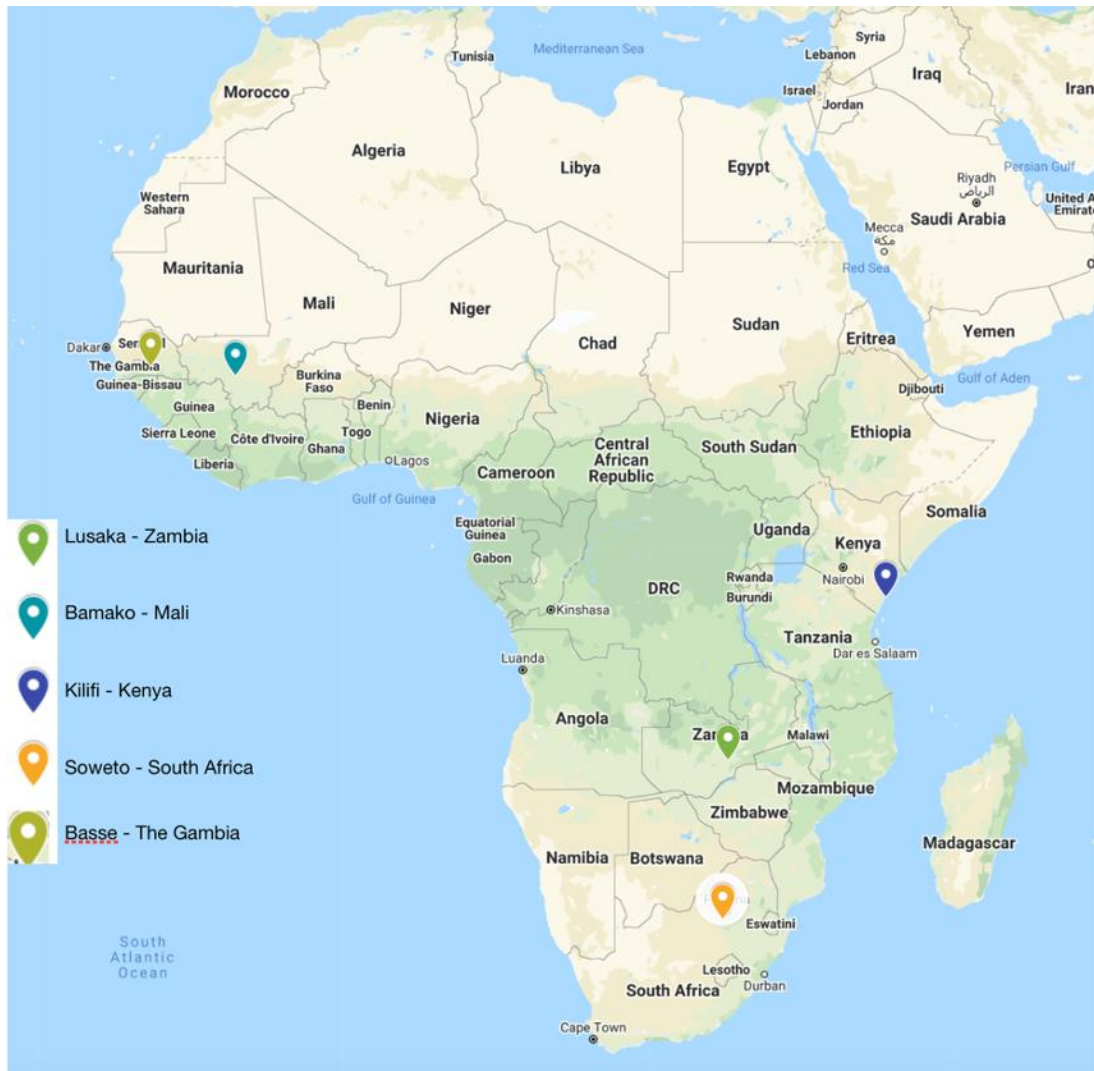 Mediterranean Sea
Tunisia
Syria
Lebanon
Iraq
Iran
Israel
Jordan
Morocco
Algeria
Libya
Egypt
Persian Gulf
Riyadh
الرياض
Western
Sahara
United A
Emirate
Saudi Arabia
Mecca
مكة
Red Sea
Mauritania
Mali
Niger
Chad
Sudan
Eritrea
Yemen
Dakar
The Gambia
Guinea-Bissau
Burkina
Faso
Gulf of Aden
Djibouti
Guinea
Benin
Nigeria
Sierra Leone
Côte d'Ivoire
Togo
Ghana
Ethiopia
Liberia
Lagos
Central
African
Republic
South Sudan
Cameroon
Gulf of Guinea
Somalia
Equatorial
Guinea
Uganda
Kenya
Gabon
Nairobi
Rwanda
Burundi
DRC
Kinshasa
Tanzania
Dar es Salaam
Luanda
Angola
Malawi
Mozambique
Zimbabwe
Madagascar
Namibia
Botswana
Eswatini
Lesotho
Durban
South Africa
Cape Town
South
Atlantic
Ocean
Lusaka - Zambia
Bamako - Mali
Kilifi - Kenya
Soweto - South Africa
Basse - The Gambia